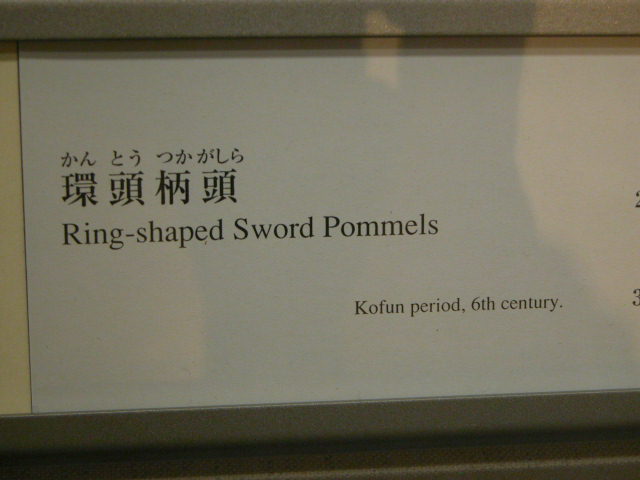 かん とう つか がしら
環頭柄頭
Ring-shaped Sword Pommels
Kofun period, 6th century.